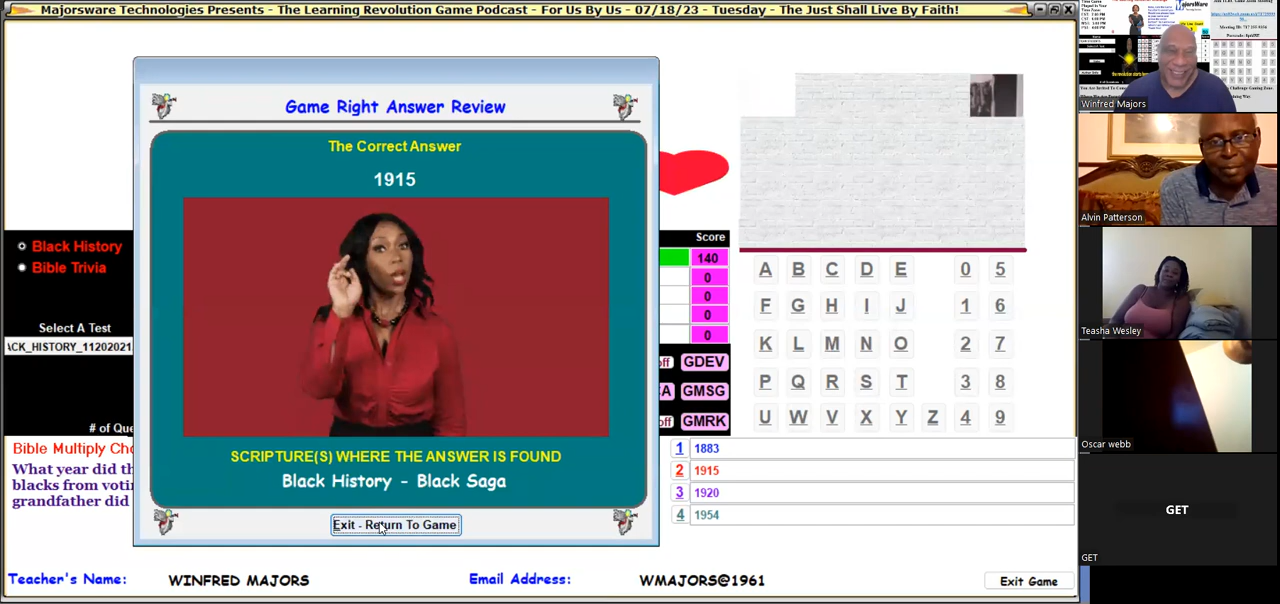 Majorsware Technologies Presents - The Learning Revolution Game Podcast - For Us By Us - 07/18/23 - Tuesday - The Just Shall Live By Faith!
Game Right Answer Review
The Correct Answer
1915
SCRIPTURE(S) WHERE THE ANSWER IS FOUND
Black History - Black Saga
Exit - Return To Game
Black History
Bible Trivia
Select A Test
\CK_HISTORY_11202021
# of Que
Bible Multiply Cho
What year did th
blacks from votin
grandfather did
Score
140
0
0
0
0
off GDEV
A GMSG
off GMRK
A B C D E 0 5
F G H I J 1 6
K L M N O 2 7
P Q R S T 3 8
U W V X Y Z 4 9
1 1883
2 1915
3 1920
4 1954
Teacher's Name: WINFRED MAJORS Email Address: WMAJORS@1961 Exit Game
Winfred Majors
Alvin Patterson
Teasha Wesley
Oscar webb
GET
GET